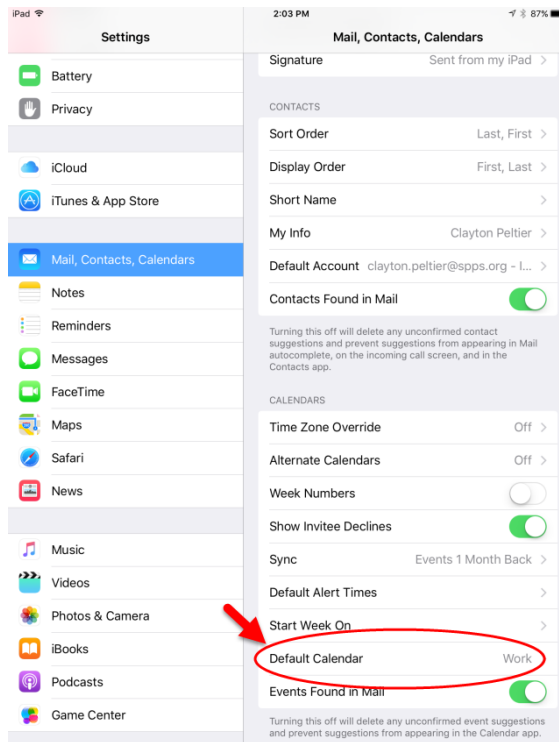 iPad
2:03 PM
87%
Settings
Mail, Contacts, Calendars
Battery
Privacy
iCloud
iTunes & App Store
Mail, Contacts, Calendars
Notes
Reminders
Messages
FaceTime
Maps
Safari
News
Music
Videos
Photos & Camera
iBooks
Podcasts
Game Center
Signature Sent from my iPad >
CONTACTS
Sort Order Last, First >
Display Order First, Last >
Short Name >
My Info Clayton Peltier >
Default Account clayton.peltier@spps.org - I... >
Contacts Found in Mail
Turning this off will delete any unconfirmed contact
suggestions and prevent suggestions from appearing in Mail
autocomplete, on the incoming call screen, and in the
Contacts app.
CALENDARS
Time Zone Override Off >
Alternate Calendars Off >
Week Numbers
Show Invitee Declines
Sync Events 1 Month Back >
Default Alert Times >
Start Week On >
Default Calendar Work
Events Found in Mail
Turning this off will delete any unconfirmed event suggestions
and prevent suggestions from appearing in the Calendar app.